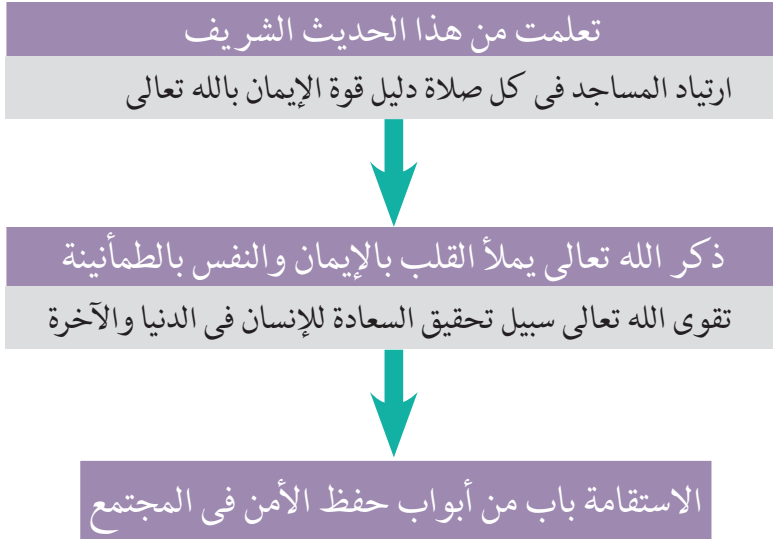 تعلمت من هذا الحديث الشريف
ارتياد المساجد فى كل صلاة دليل قوة الإيمان بالله تعالى
ذكر الله تعالى يملأ القلب بالإيمان والنفس بالطمأنينة
تقوى الله تعالى سبيل تحقيق السعادة للإنسان فى الدنيا والآخرة
الاستقامة باب من أبواب حفظ الأمن فى المجتمع